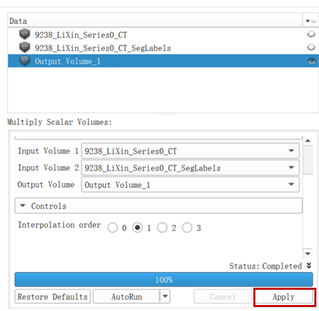 Data
9238_LiXin_Series0_CT
9238_LiXin_Series0_CT_SegLabels
Output Volume_1
Multiply Scalar Volumes:
Input Volume 1 9238_LiXin_Series0_CT
Input Volume 2 9238_LiXin_Series0_CT_SegLabels
Output Volume Output Volume_1
Controls
Interpolation order 0 1 2 3
Status: Completed
100%
Restore Defaults AutoRun Cancel Apply